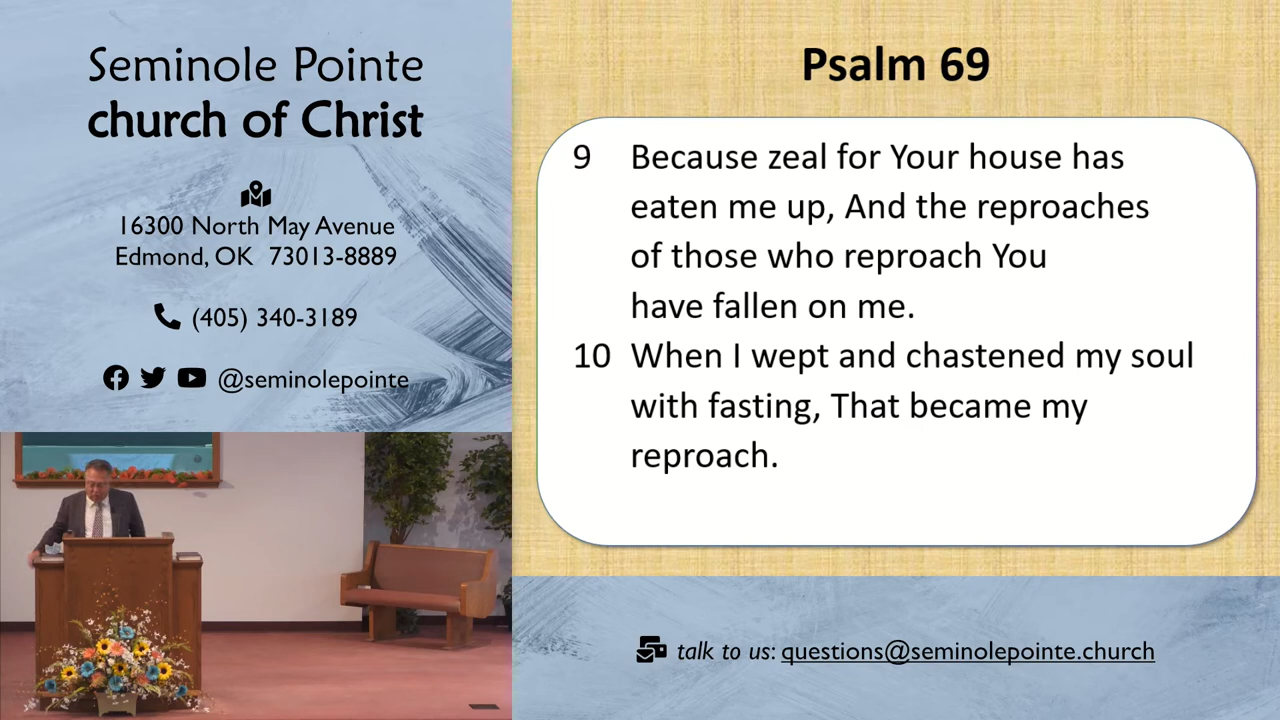 Seminole Pointe
church of Christ
16300 North May Avenue
Edmond, OK 73013-8889
(405) 340-3189
@seminolepointe
Psalm 69
9 Because zeal for Your house has
eaten me up, And the reproaches
of those who reproach You
have fallen on me.
10 When I wept and chastened my soul
with fasting, That became my
reproach.
talk to us: questions@seminolepointe.church